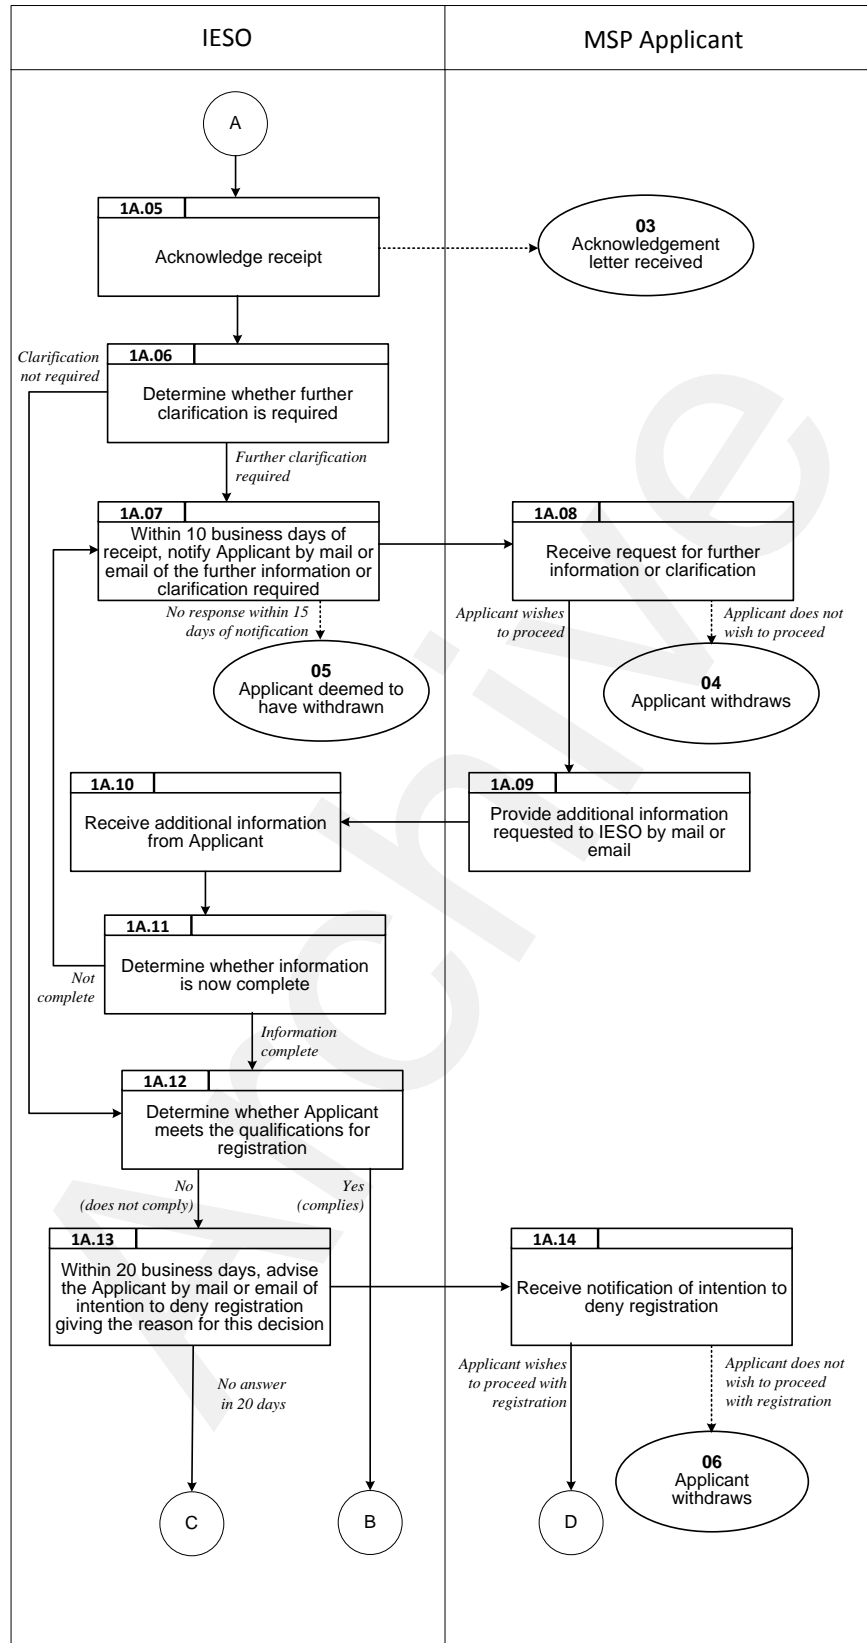 IESO
MSP Applicant
A
1A.05
Acknowledge receipt
03
Acknowledgement
letter received
Clarification
not required
1A.06
Determine whether further
clarification is required
Further clarification
required
1A.07
Within 10 business days of
receipt, notify Applicant by mail or
email of the further information or
clarification required
1A.08
Receive request for further
information or clarification
No response within 15
days of notification
Applicant wishes
to proceed
Applicant does not
wish to proceed
05
Applicant deemed to
have withdrawn
04
Applicant withdraws
1A.10
Receive additional information
from Applicant
1A.09
Provide additional information
requested to IESO by mail or
email
1A.11
Determine whether information
is now complete
Not
complete
Information
complete
1A.12
Determine whether Applicant
meets the qualifications for
registration
No
(does not comply)
Yes
(complies)
1A.13
Within 20 business days, advise
the Applicant by mail or email of
intention to deny registration
giving the reason for this decision
1A.14
Receive notification of intention to
deny registration
No answer
in 20 days
Applicant wishes
to proceed with
registration
Applicant does not
wish to proceed
with registration
06
Applicant
withdraws
C
B
D
Archive